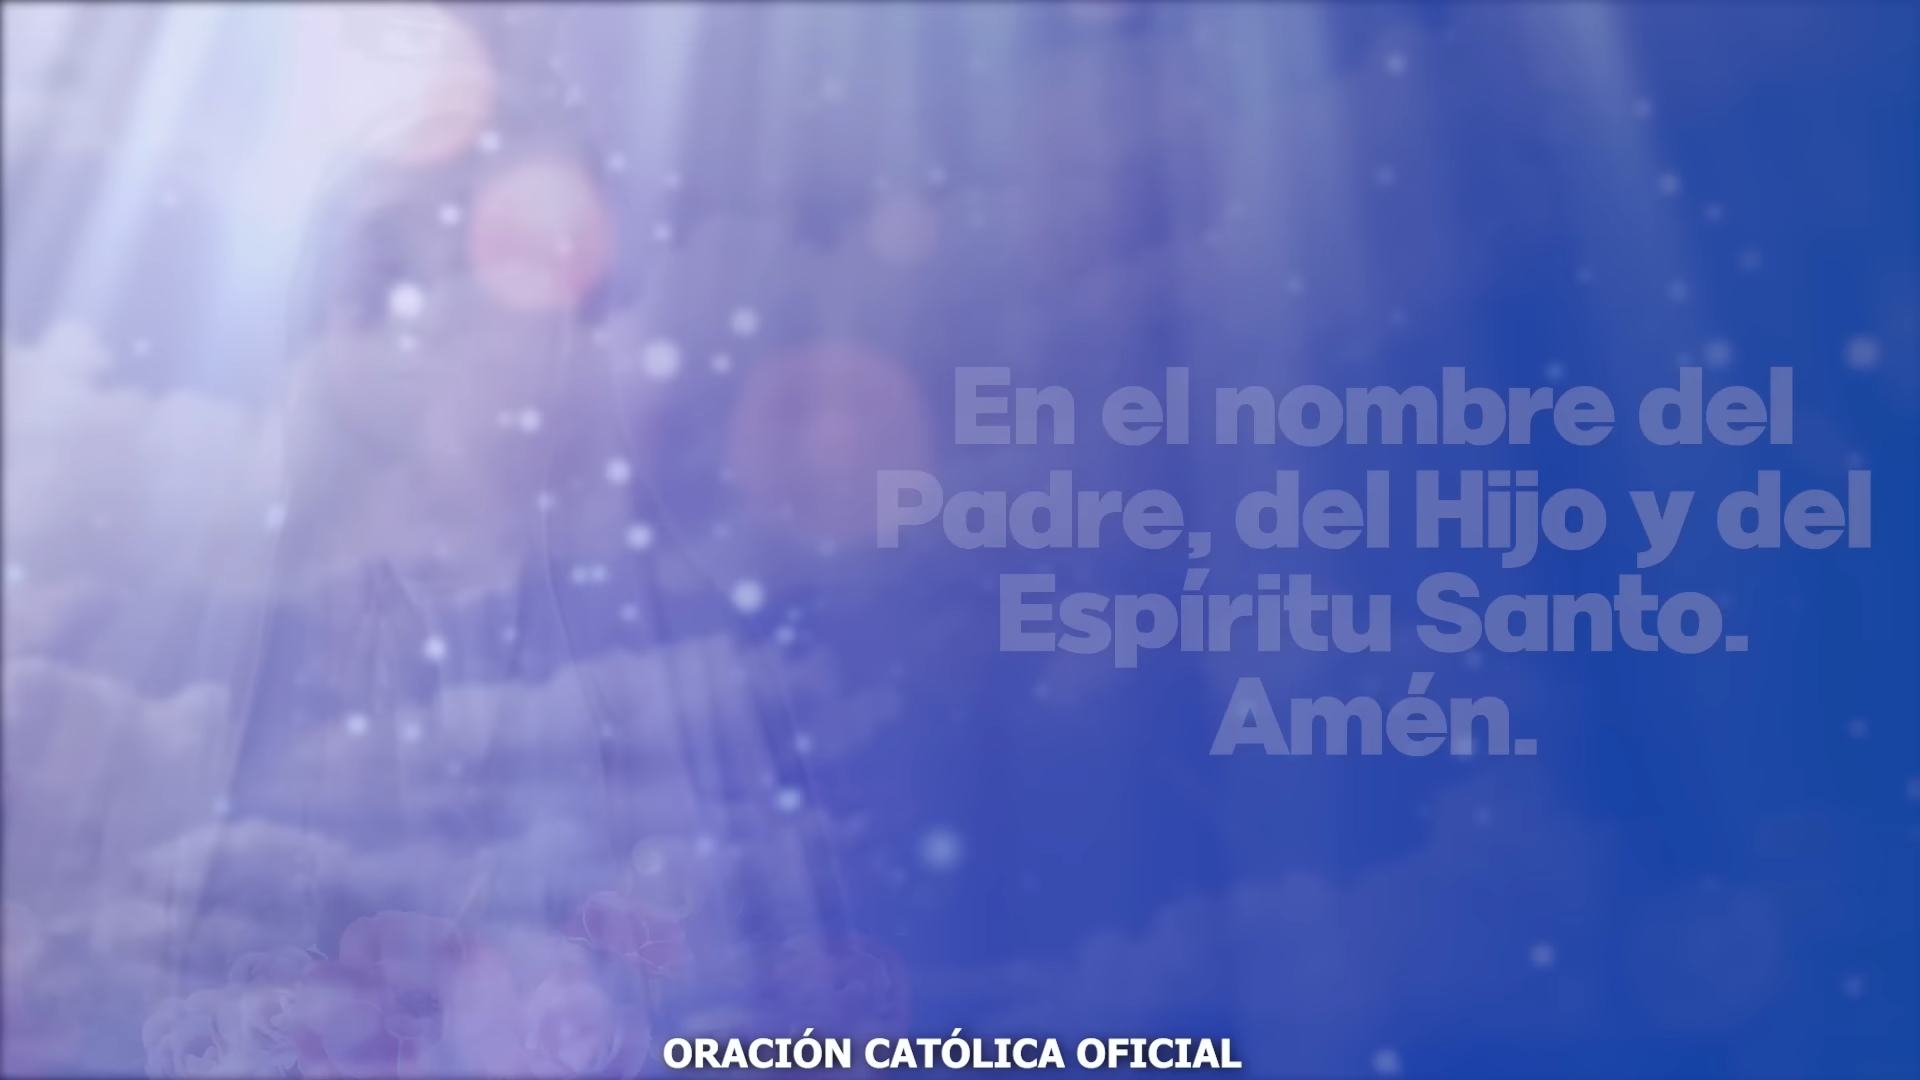 En el nombre del
Padre, del Hijo y del
Espíritu Santo.
Amén.
ORACIÓN CATÓLICA OFICIAL